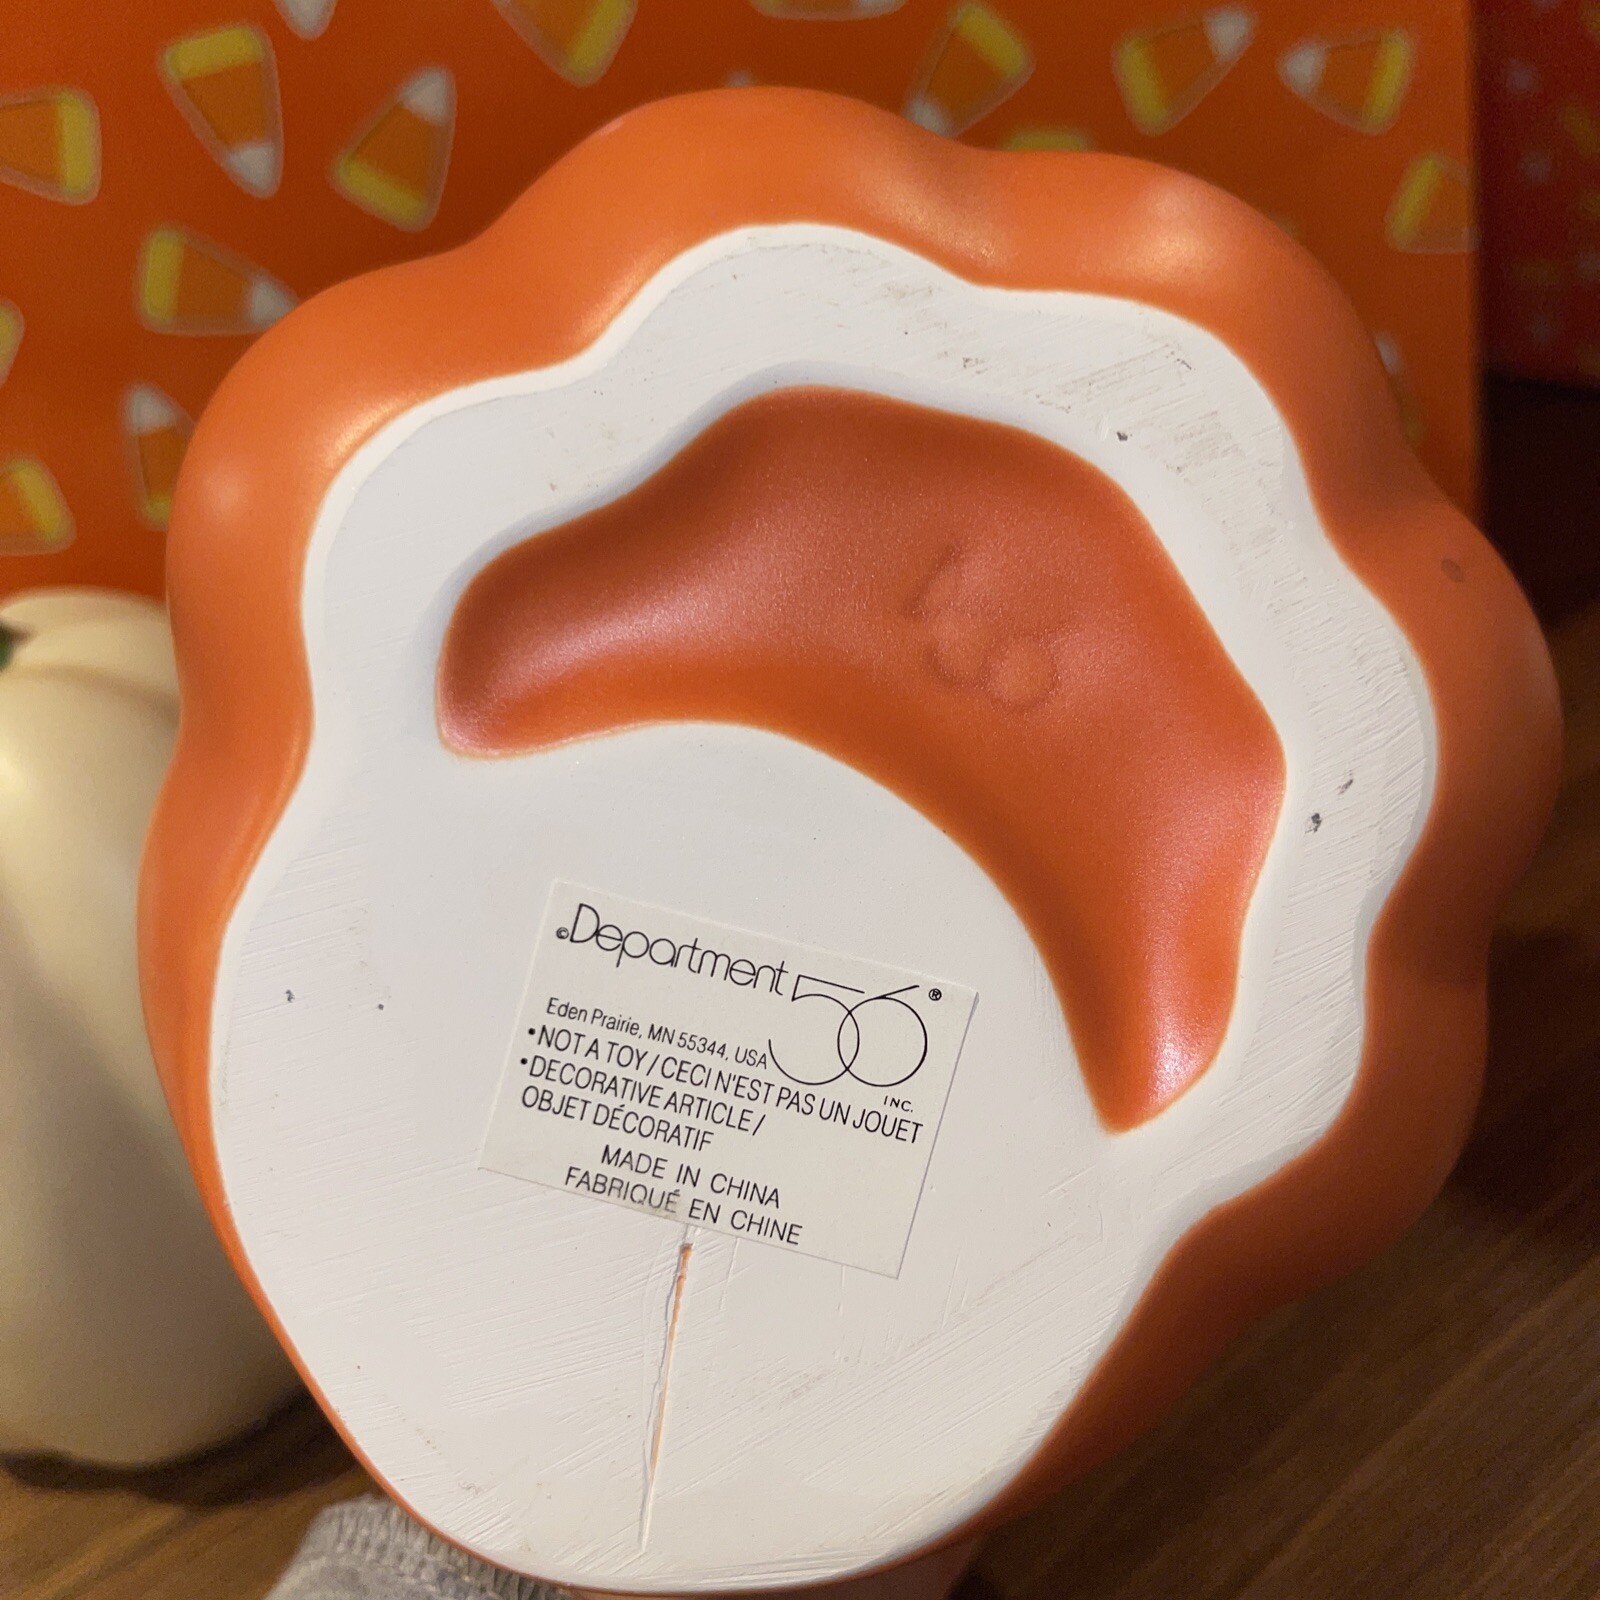 ©Department 56®
INC.
Eden Prairie, MN 55344, USA
•NOT A TOY / CECI N'EST PAS UN JOUET
•DECORATIVE ARTICLE /
OBJET DÉCORATIF
MADE IN CHINA
FABRIQUÉ EN CHINE